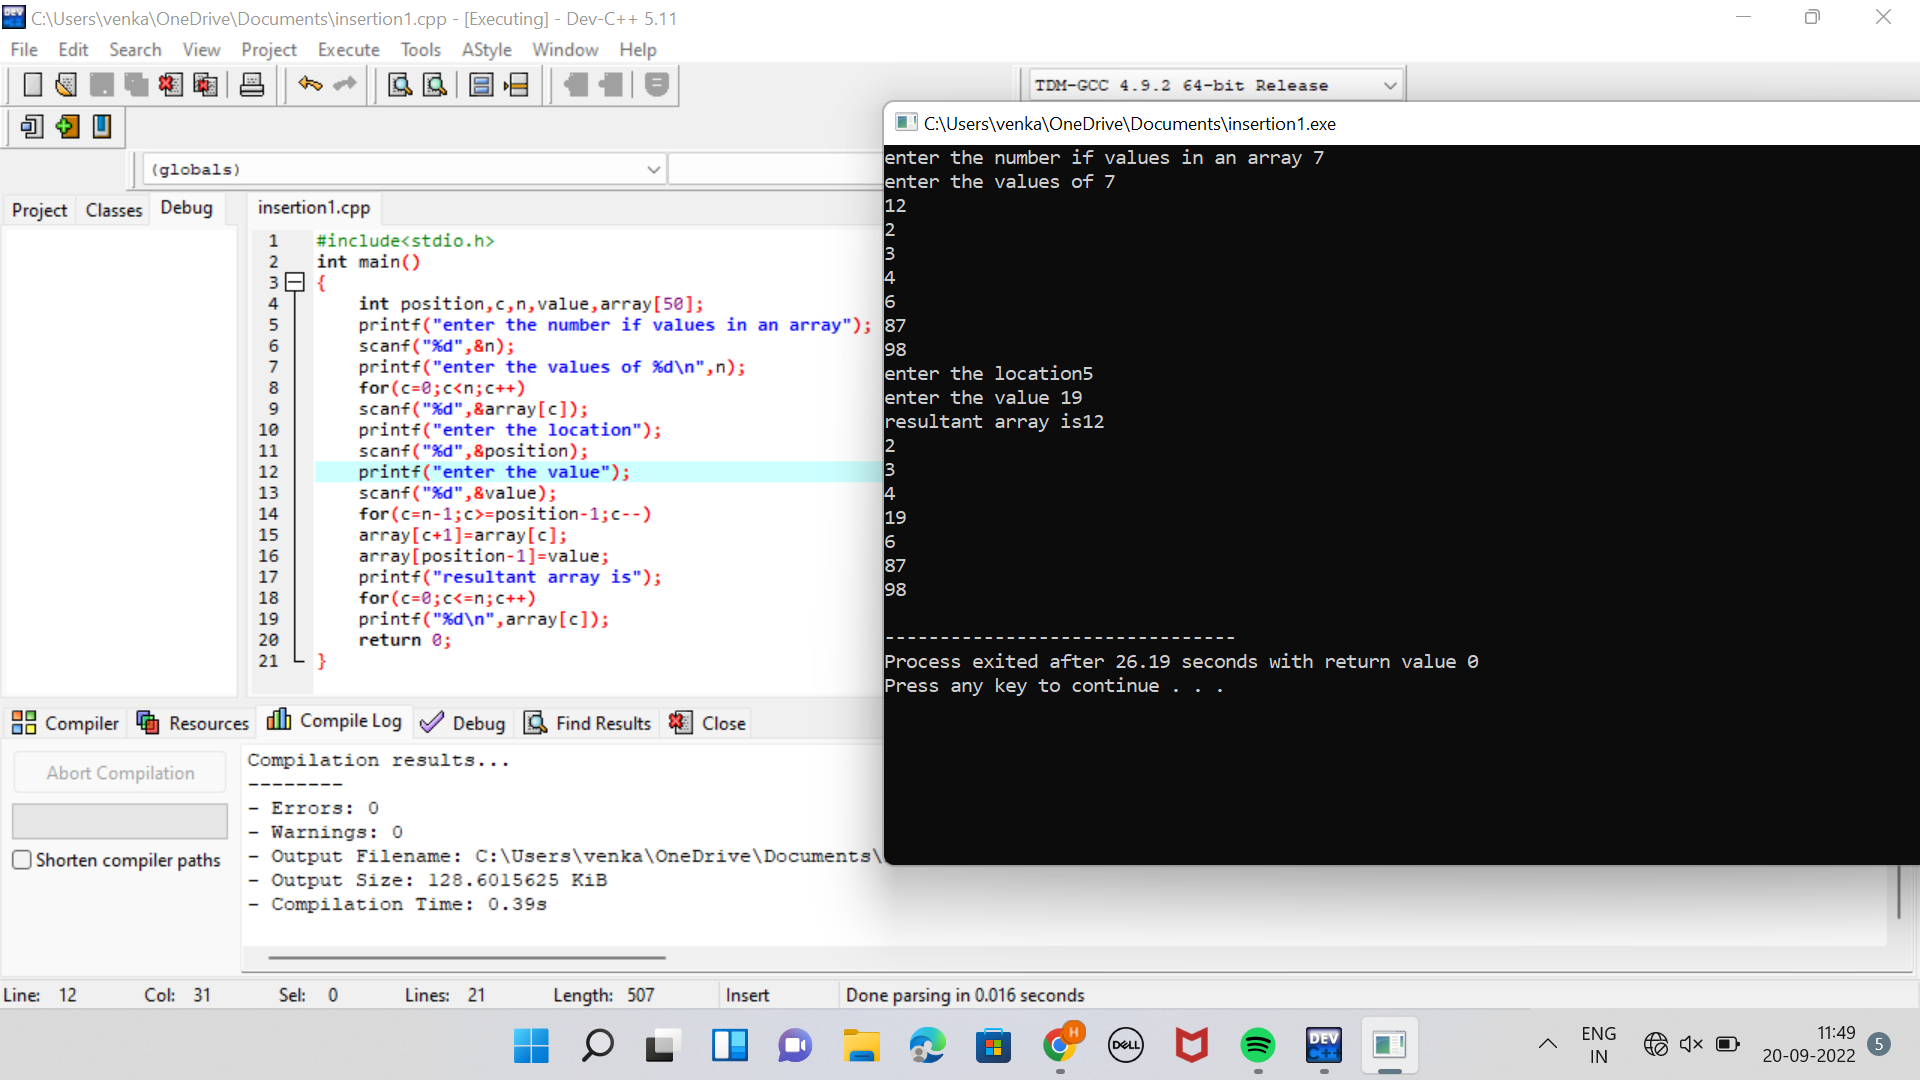 C:\Users\venka\OneDrive\Documents\insertion1.cpp - [Executing] - Dev-C++ 5.11
File Edit Search View Project Execute Tools AStyle Window Help
TDM-GCC 4.9.2 64-bit Release
(globals)
Project Classes Debug
insertion1.cpp
1 #include<stdio.h>
2 int main()
3 {
4 int position,c,n,value,array[50];
5 printf("enter the number if values in an array");
6 scanf("%d",&n);
7 printf("enter the values of %d\n",n);
8 for(c=0;c<n;c++)
9 scanf("%d",&array[c]);
10 printf("enter the location");
11 scanf("%d",&position);
12 printf("enter the value");
13 scanf("%d",&value);
14 for(c=n-1;c>=position-1;c--)
15 array[c+1]=array[c];
16 array[position-1]=value;
17 printf("resultant array is");
18 for(c=0;c<=n;c++)
19 printf("%d\n",array[c]);
20 return 0;
21 }
C:\Users\venka\OneDrive\Documents\insertion1.exe
enter the number if values in an array 7
enter the values of 7
12
2
3
4
6
87
98
enter the location5
enter the value 19
resultant array is12
2
3
4
19
6
87
98
--------------------------------
Process exited after 26.19 seconds with return value 0
Press any key to continue . . .
Compiler Resources Compile Log Debug Find Results Close
Abort Compilation
Shorten compiler paths
Compilation results...
--------
- Errors: 0
- Warnings: 0
- Output Filename: C:\Users\venka\OneDrive\Documents\
- Output Size: 128.6015625 KiB
- Compilation Time: 0.39s
Line: 12 Col: 31 Sel: 0 Lines: 21 Length: 507 Insert Done parsing in 0.016 seconds
H
DELL
DEV C++
ENG
IN
11:49
20-09-2022
5